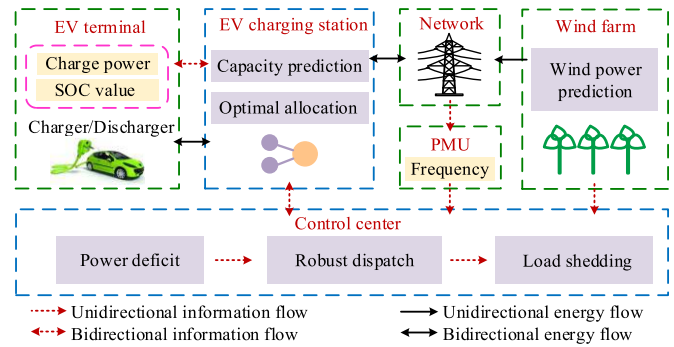 EV terminal
Charge power
SOC value
Charger/Discharger
EV charging station
Capacity prediction
Optimal allocation
Network
PMU
Frequency
Wind farm
Wind power
prediction
Control center
Power deficit
Robust dispatch
Load shedding
Unidirectional information flow
Unidirectional energy flow
Bidirectional information flow
Bidirectional energy flow